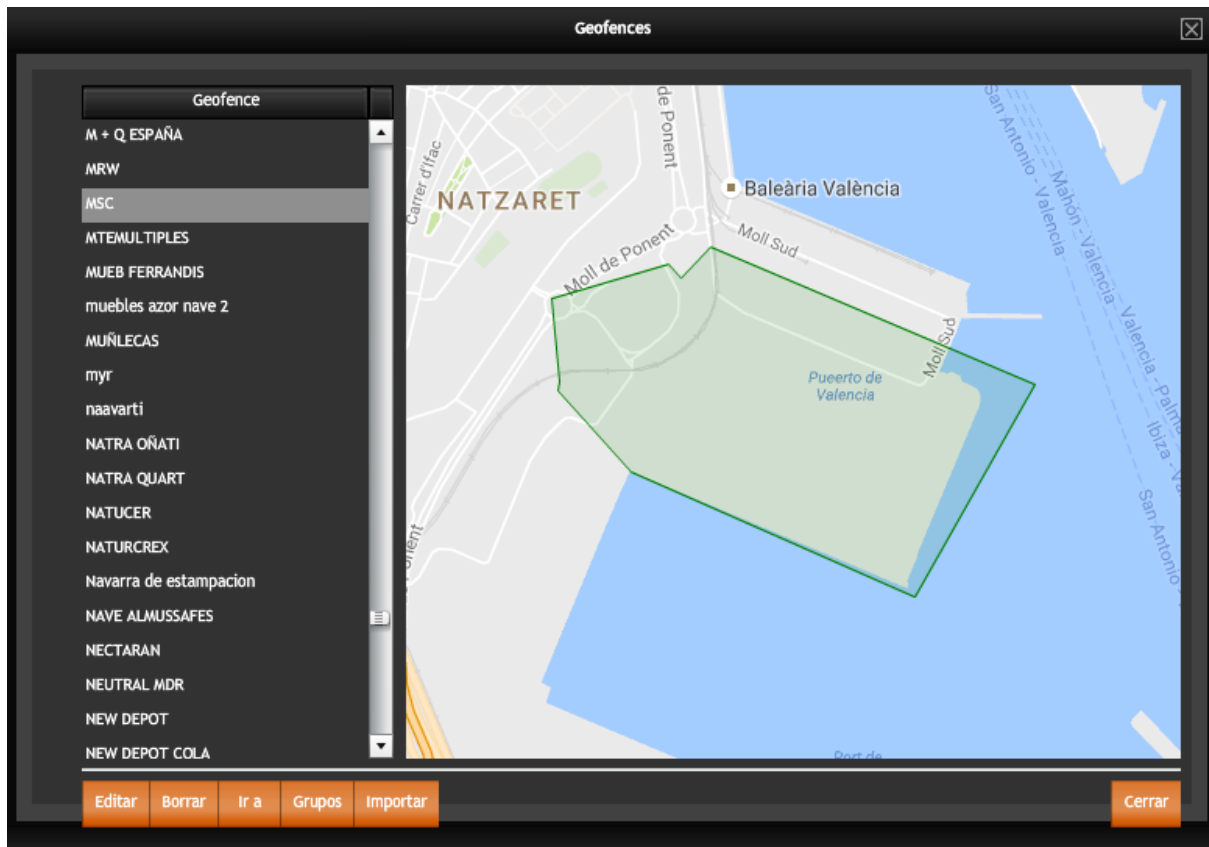 Geofences
Geofence
M + Q ESPAÑA
MRW
MSC
MTEMULTIPLES
MUEB FERRANDIS
muebles azor nave 2
MUÑLECAS
myr
naavarti
NATRA OÑATI
NATRA QUART
NATUCER
NATURCREX
Navarra de estampacion
NAVE ALMUSSAFES
NECTARAN
NEUTRAL MDR
NEW DEPOT
NEW DEPOT COLA
de Ponent
Carrer d'Ifac
NATZARET
Baleària València
Moll de Ponent
Moll Sud
Moll Sud
Pueerto de
Valencia
San Antonio - Valencia
Mahón - Valencia
Valencia - Palma
Ibiza - Va
San Antonio
onent
Port de
Editar
Borrar
Ir a
Grupos
Importar
Cerrar